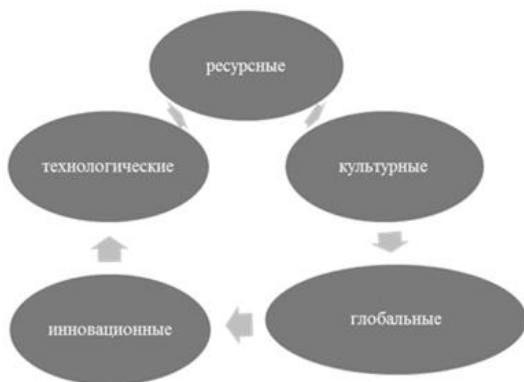 ресурсные
технологические
культурные
инновационные
глобальные